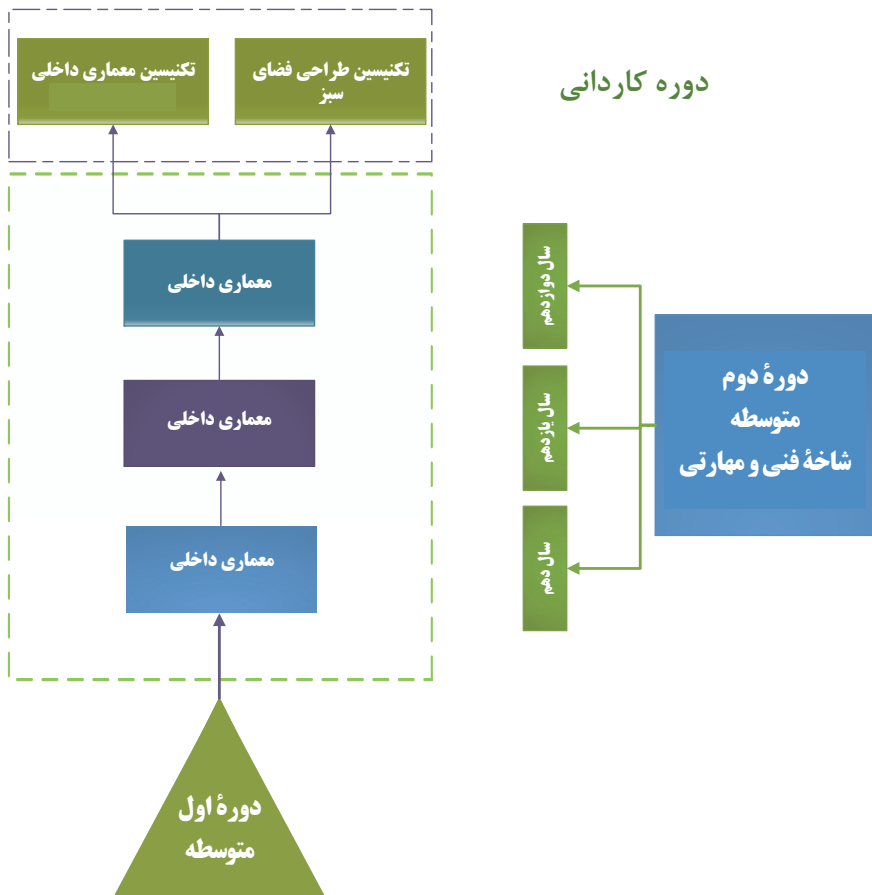 دوره کاردانی
تکنیسین طراحی فضای
سبز
تکنیسین معماری داخلی
سال دوازدهم
معماری داخلی
دورهٔ دوم
متوسطه
شاخهٔ فنی و مهارتی
سال یازدهم
معماری داخلی
سال دهم
معماری داخلی
دورهٔ اول
متوسطه